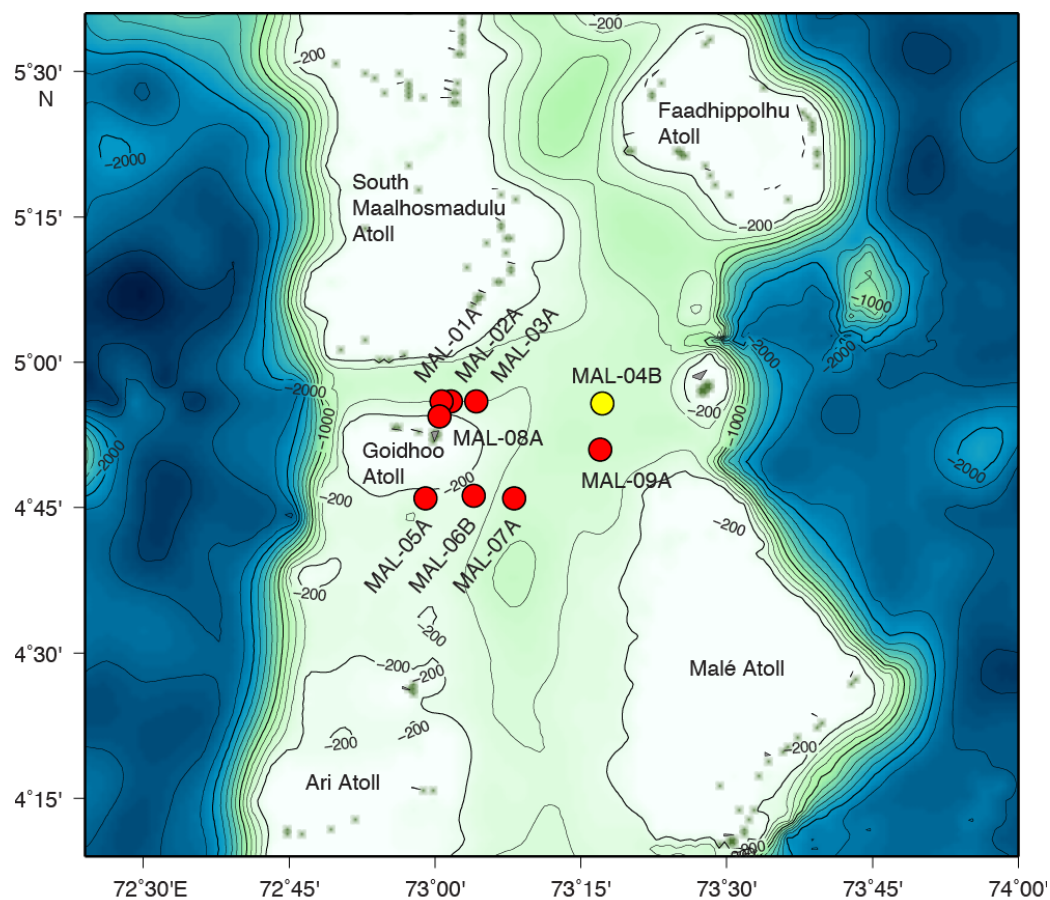 −200
−200
5˚30'
N
Faadhippolhu
Atoll
−2000
South
Maalhosmadulu
Atoll
5˚15'
−200
−1000
MAL-01A
MAL-02A
MAL-03A
−2000
−2000
5˚00'
−2000
MAL-04B
−200
−1000
−1000
MAL-08A
Goidhoo
Atoll
−2000
−2000
MAL-09A
−200
−200
4˚45'
−200
MAL-05A
MAL-06B
MAL-07A
−200
−200
4˚30'
−200
−200
Malé Atoll
−200
−200
−200
Ari Atoll
4˚15'
72˚30'E
72˚45'
73˚00'
73˚15'
73˚30'
73˚45'
74˚00'